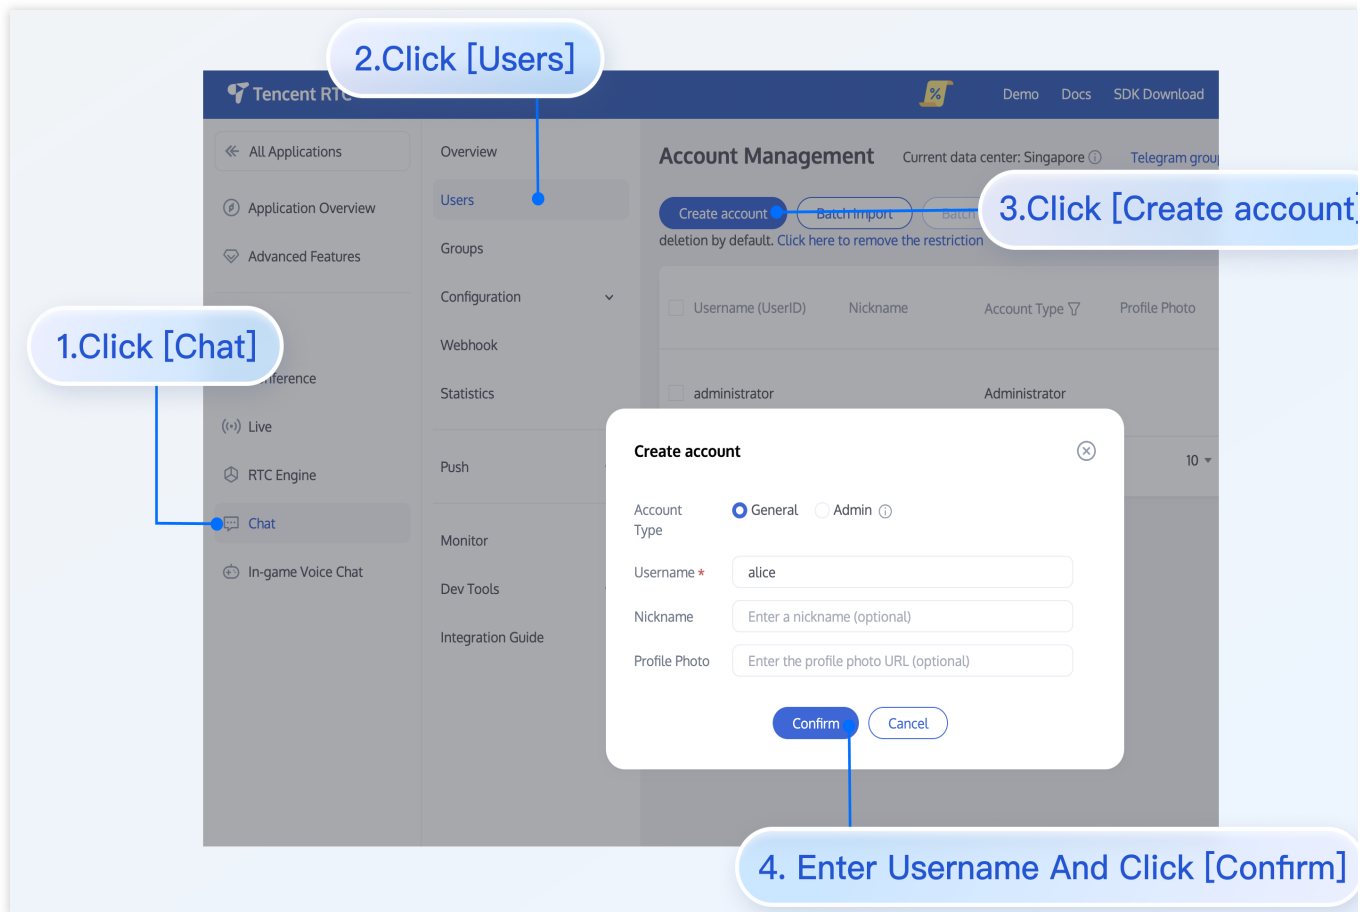 2.Click [Users]
Tencent RTC
Demo Docs SDK Download
All Applications
Overview
Account Management
Current data center: Singapore
Telegram group
Application Overview
Users
Create account
Batch Import
Batch
3.Click [Create account]
deletion by default. Click here to remove the restriction
Advanced Features
Groups
Configuration
Username (UserID) Nickname Account Type Profile Photo
1.Click [Chat]
Webhook
Conference
Statistics
administrator Administrator
Live
10
RTC Engine
Push
Chat
Monitor
In-game Voice Chat
Dev Tools
Integration Guide
Create account
Account Type
General Admin
Username * alice
Nickname Enter a nickname (optional)
Profile Photo Enter the profile photo URL (optional)
Confirm Cancel
4. Enter Username And Click [Confirm]